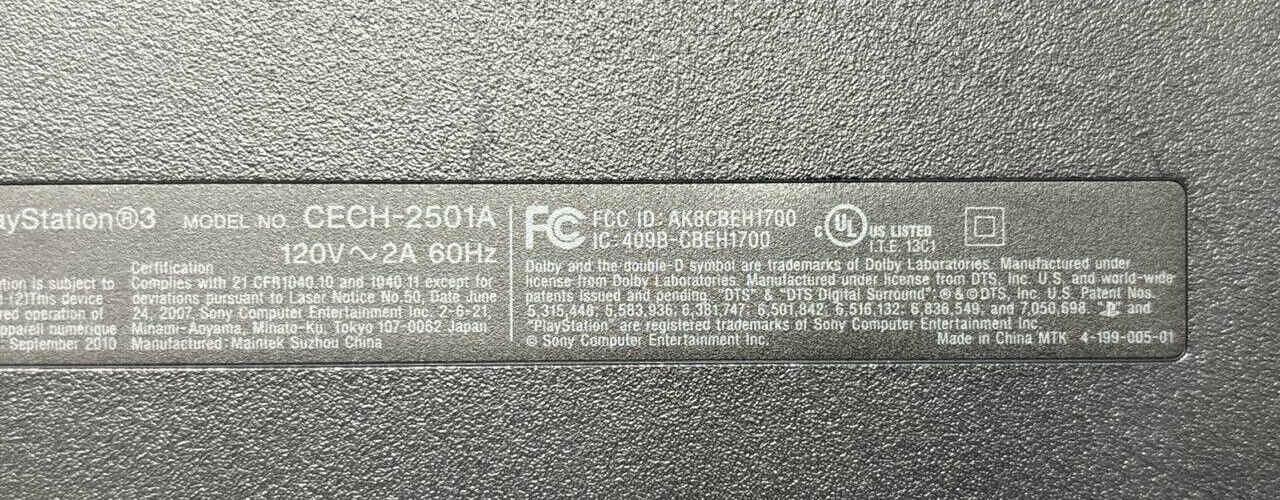 layStation®3 MODEL NO. CECH-2501A
120V～2A 60Hz
tion is subject to
(2)This device
red operation of
appareil numérique
September 2010
Certification
Complies with 21 CFR1040.10 and 1040.11 except for
deviations pursuant to Laser Notice No.50, Date June
24, 2007. Sony Computer Entertainment Inc. 2-6-21,
Minami-Aoyama, Minato-Ku, Tokyo 107-0062 Japan
Manufactured: Maintek Suzhou China
FC FCC ID: AK8CBEH1700
IC: 409B-CBEH1700
c UL US LISTED
I.T.E. 13C1
Dolby and the double-D symbol are trademarks of Dolby Laboratories. Manufactured under
license from Dolby Laboratories. Manufactured under license from DTS, Inc. U.S. and world-wide
patents issued and pending. "DTS" & "DTS Digital Surround": ®&©DTS, Inc. U.S. Patent Nos.
5,315,448; 5,583,936; 6,381,747; 6,501,842; 6,516,132; 6,836,549; and 7,050,698. and
"PlayStation" are registered trademarks of Sony Computer Entertainment Inc.
© Sony Computer Entertainment Inc. Made in China MTK 4-199-005-01